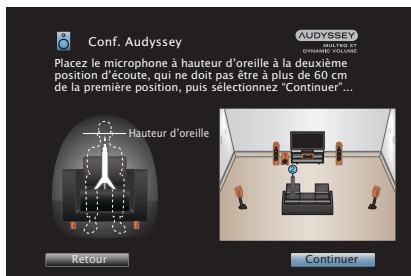 Conf. Audyssey
AUDYSSEY
MULTEQ XT
DYNAMIC VOLUME
Placez le microphone à hauteur d'oreille à la deuxième
position d'écoute, qui ne doit pas être à plus de 60 cm
de la première position, puis sélectionnez “Continuer”...
Hauteur d'oreille
2
Retour
Continuer